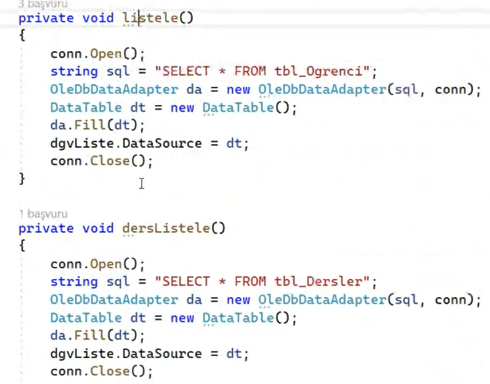 3 başvuru
private void listele()
{
conn.Open();
string sql = "SELECT * FROM tbl_Ogrenci";
OleDbDataAdapter da = new OleDbDataAdapter(sql, conn);
DataTable dt = new DataTable();
da.Fill(dt);
dgvListe.DataSource = dt;
conn.Close();
}
1 başvuru
private void dersListele()
{
conn.Open();
string sql = "SELECT * FROM tbl_Dersler";
OleDbDataAdapter da = new OleDbDataAdapter(sql, conn);
DataTable dt = new DataTable();
da.Fill(dt);
dgvListe.DataSource = dt;
conn.Close();